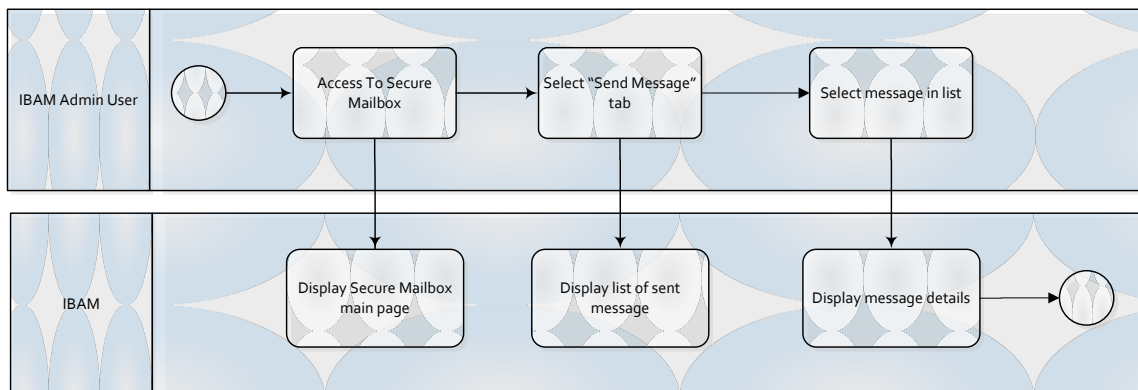 IBAM Admin User
Access To Secure
Mailbox
Select “Send Message”
tab
Select message in list
IBAM
Display Secure Mailbox
main page
Display list of sent
message
Display message details